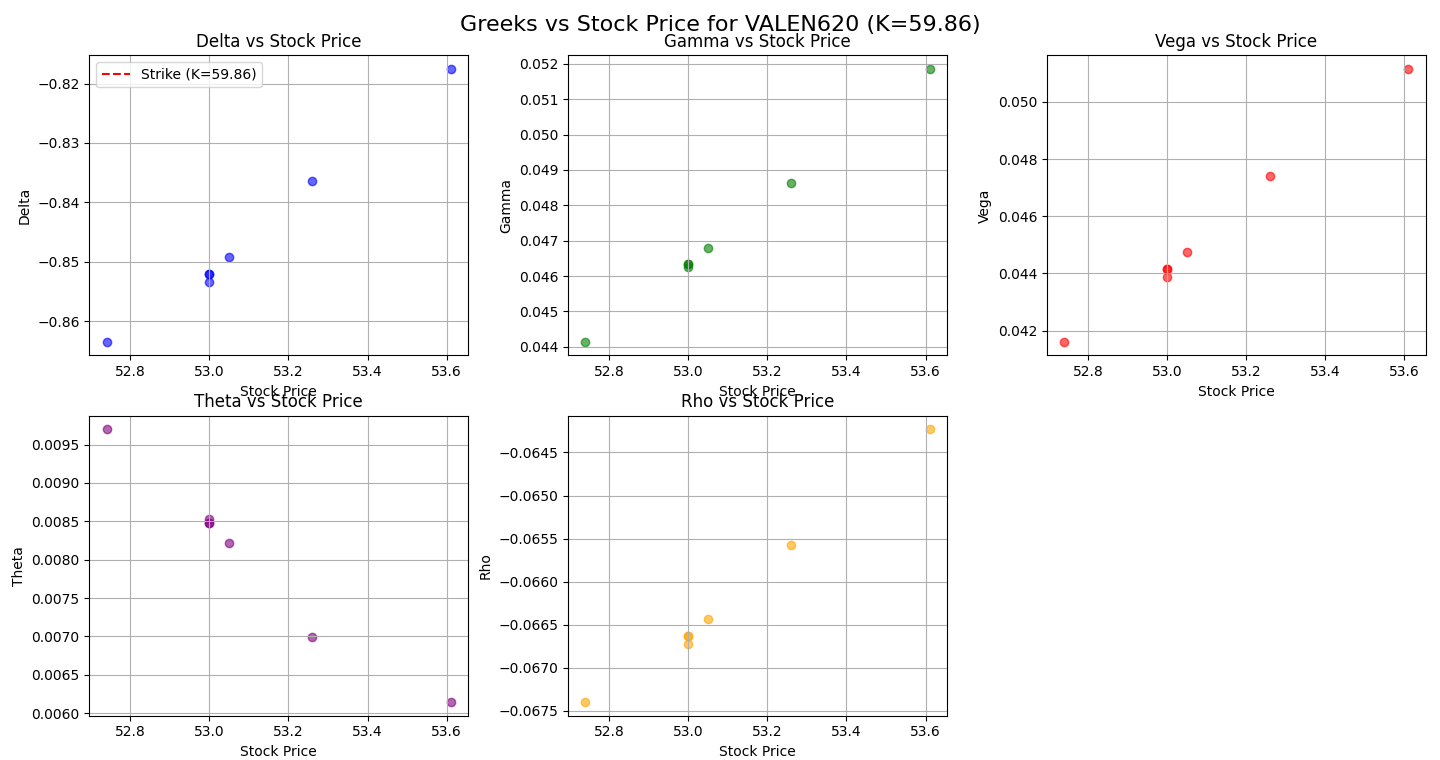 Greeks vs Stock Price for VALEN620 (K=59.86)
Delta vs Stock Price
Strike (K=59.86)
Delta
−0.82
−0.83
−0.84
−0.85
−0.86
52.8 53.0 53.2 53.4 53.6
Stock Price
Gamma vs Stock Price
Gamma
0.052
0.051
0.050
0.049
0.048
0.047
0.046
0.045
0.044
52.8 53.0 53.2 53.4 53.6
Stock Price
Vega vs Stock Price
Vega
0.050
0.048
0.046
0.044
0.042
52.8 53.0 53.2 53.4 53.6
Stock Price
Theta vs Stock Price
Theta
0.0095
0.0090
0.0085
0.0080
0.0075
0.0070
0.0065
0.0060
52.8 53.0 53.2 53.4 53.6
Stock Price
Rho vs Stock Price
Rho
−0.0645
−0.0650
−0.0655
−0.0660
−0.0665
−0.0670
−0.0675
52.8 53.0 53.2 53.4 53.6
Stock Price